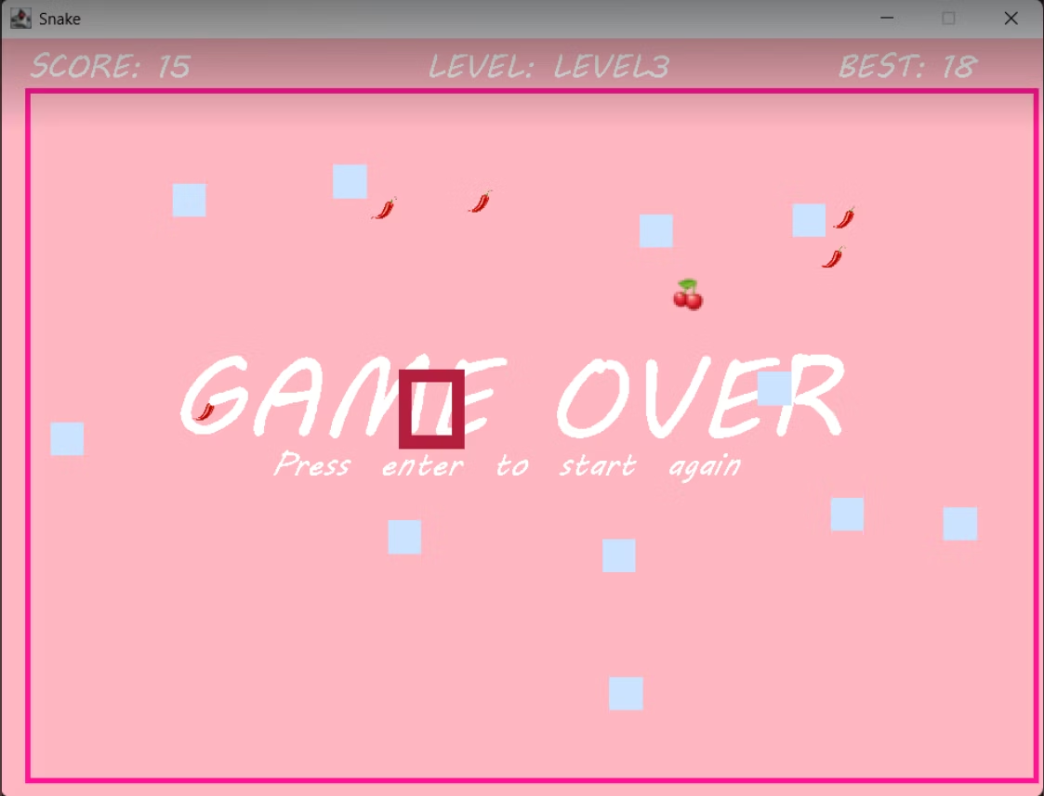 Snake
SCORE: 15 LEVEL: LEVEL3 BEST: 18
GAME OVER
Press enter to start again